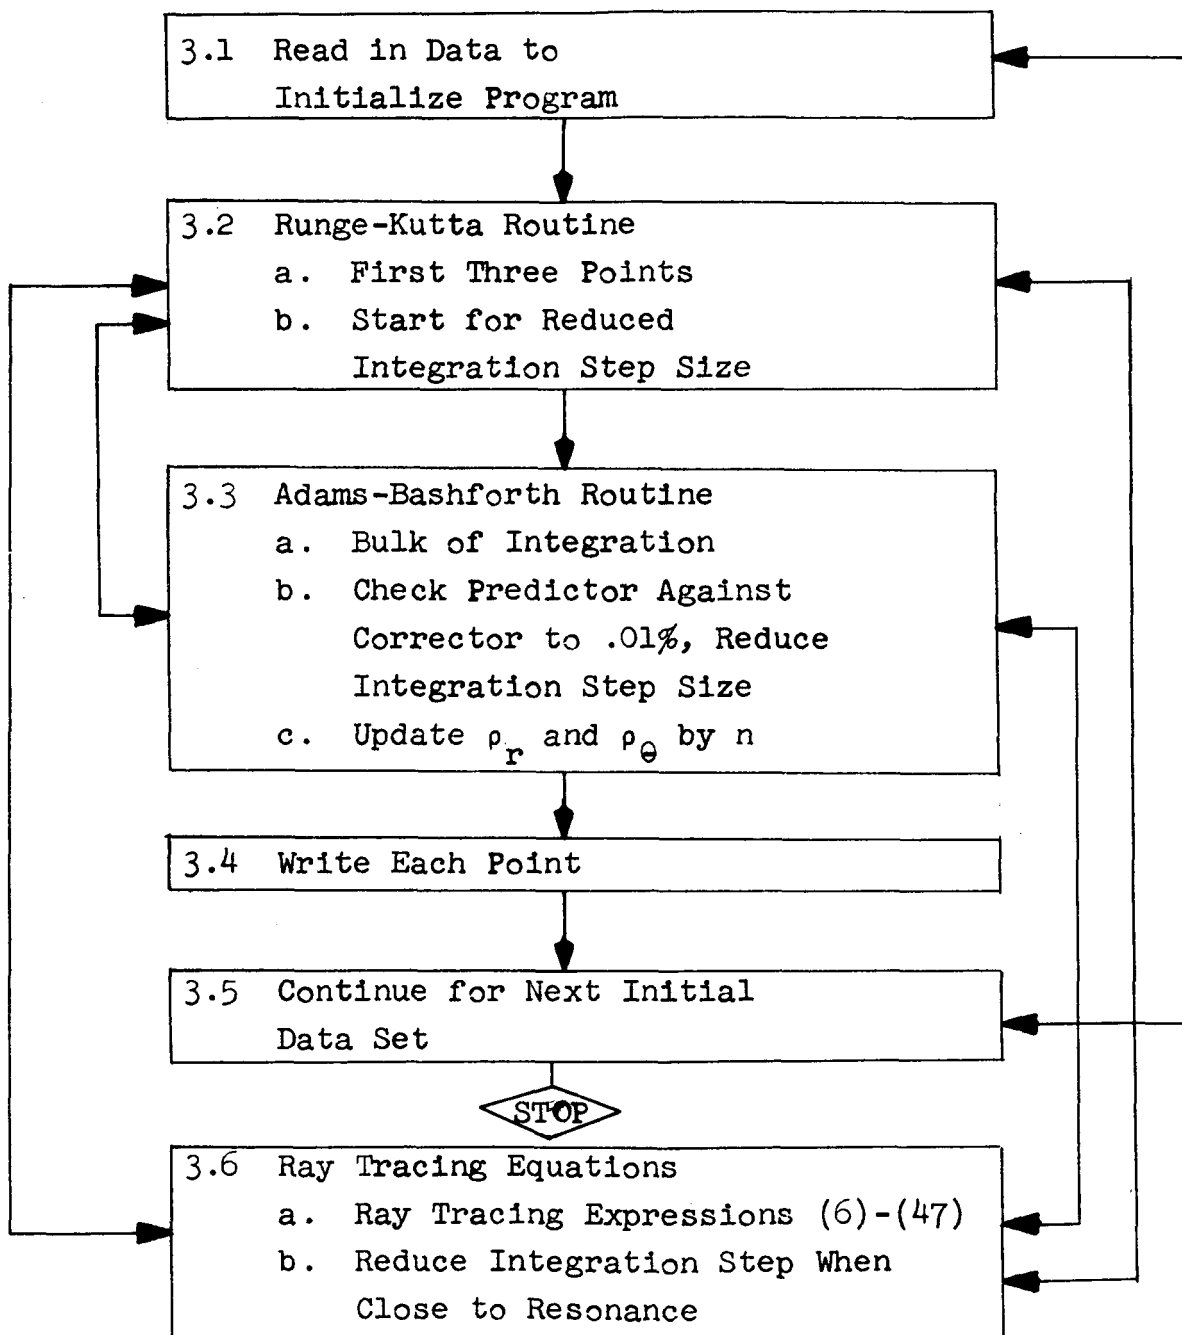 3.1 Read in Data to
Initialize Program
3.2 Runge-Kutta Routine
a. First Three Points
b. Start for Reduced
Integration Step Size
3.3 Adams-Bashforth Routine
a. Bulk of Integration
b. Check Predictor Against
Corrector to .01%, Reduce
Integration Step Size
c. Update ρr and ρθ by n
3.4 Write Each Point
3.5 Continue for Next Initial
Data Set
STOP
3.6 Ray Tracing Equations
a. Ray Tracing Expressions (6)-(47)
b. Reduce Integration Step When
Close to Resonance